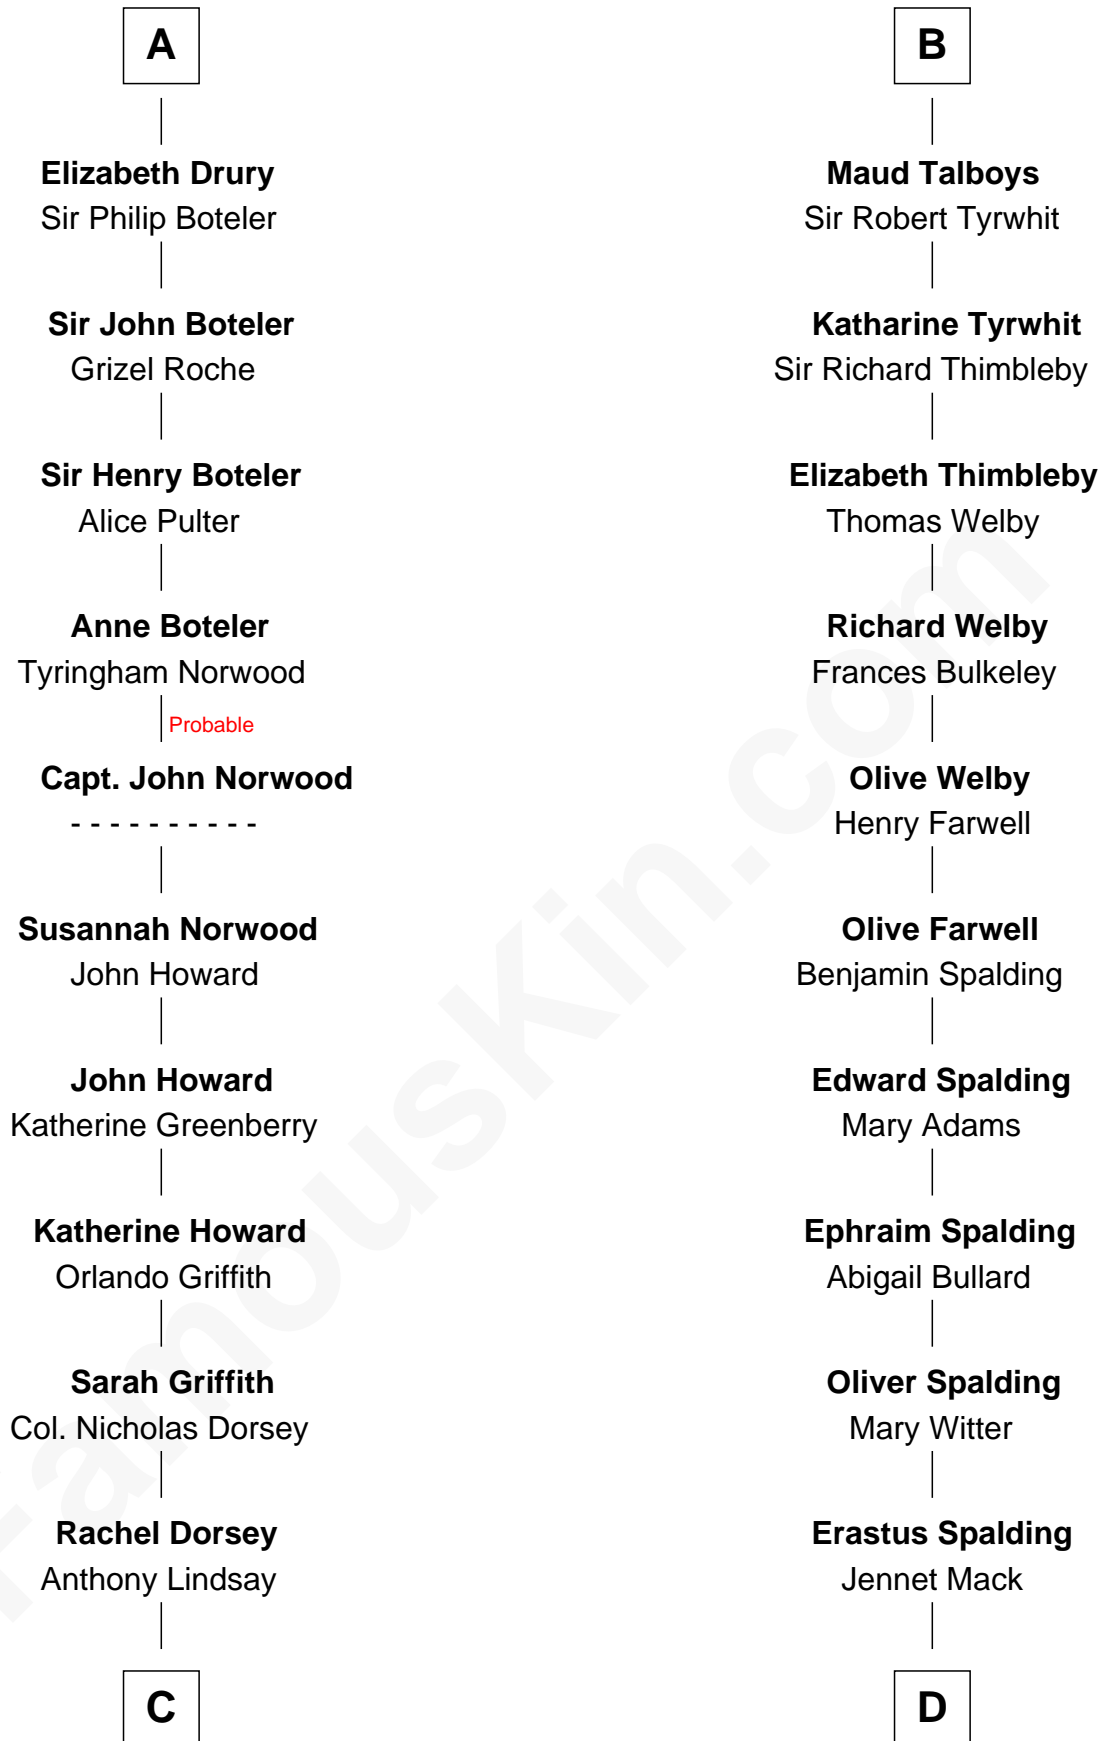 A
Elizabeth Drury
Sir Philip Boteler
Sir John Boteler
Grizel Roche
Sir Henry Boteler
Alice Pulter
Anne Boteler
Tyringham Norwood
Probable
Capt. John Norwood
- - - - - - - - - -
Susannah Norwood
John Howard
John Howard
Katherine Greenberry
Katherine Howard
Orlando Griffith
Sarah Griffith
Col. Nicholas Dorsey
Rachel Dorsey
Anthony Lindsay
C
B
Maud Talboys
Sir Robert Tyrwhit
Katharine Tyrwhit
Sir Richard Thimbleby
Elizabeth Thimbleby
Thomas Welby
Richard Welby
Frances Bulkeley
Olive Welby
Henry Farwell
Olive Farwell
Benjamin Spalding
Edward Spalding
Mary Adams
Ephraim Spalding
Abigail Bullard
Oliver Spalding
Mary Witter
Erastus Spalding
Jennet Mack
D
FamousKin.com